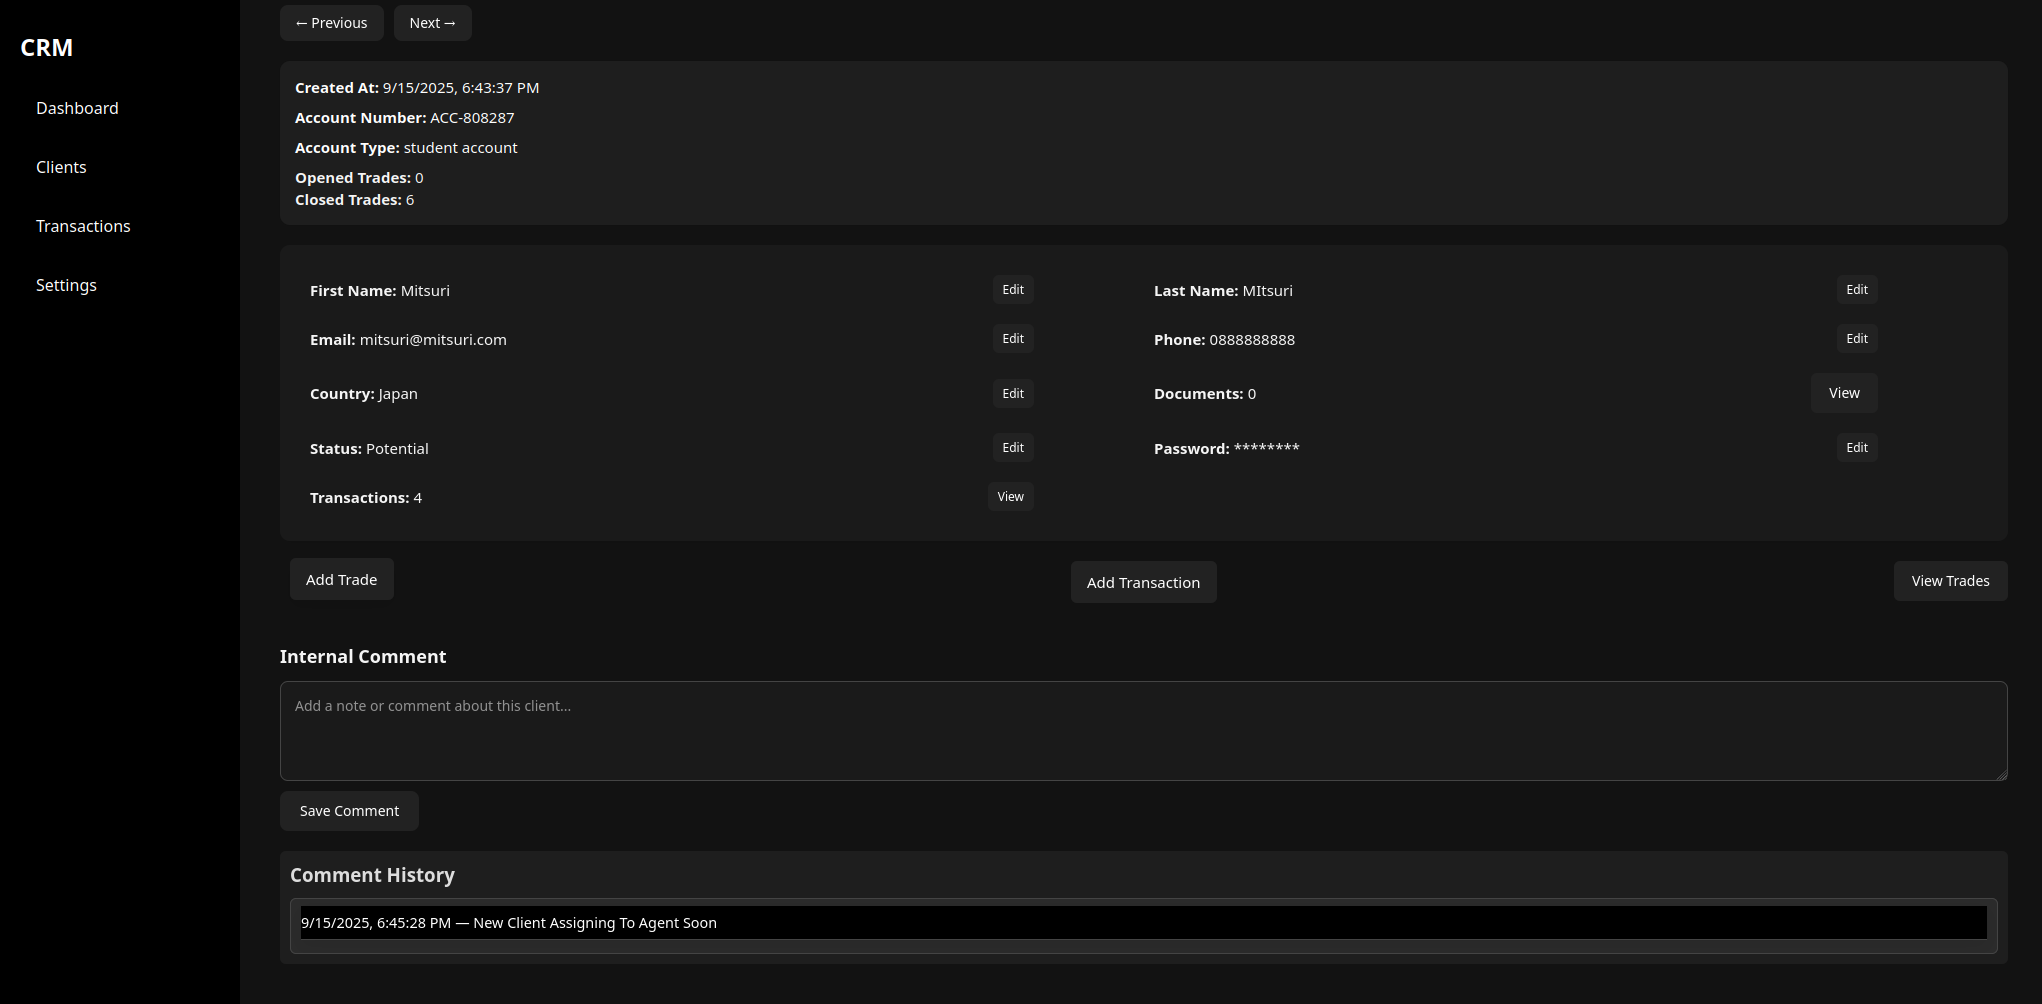 CRM
Dashboard
Clients
Transactions
Settings
← Previous
Next →
Created At: 9/15/2025, 6:43:37 PM
Account Number: ACC-808287
Account Type: student account
Opened Trades: 0
Closed Trades: 6
First Name: Mitsuri
Edit
Last Name: MItsuri
Edit
Email: mitsuri@mitsuri.com
Edit
Phone: 0888888888
Edit
Country: Japan
Edit
Documents: 0
View
Status: Potential
Edit
Password: ********
Edit
Transactions: 4
View
Add Trade
Add Transaction
View Trades
Internal Comment
Add a note or comment about this client...
Save Comment
Comment History
9/15/2025, 6:45:28 PM — New Client Assigning To Agent Soon